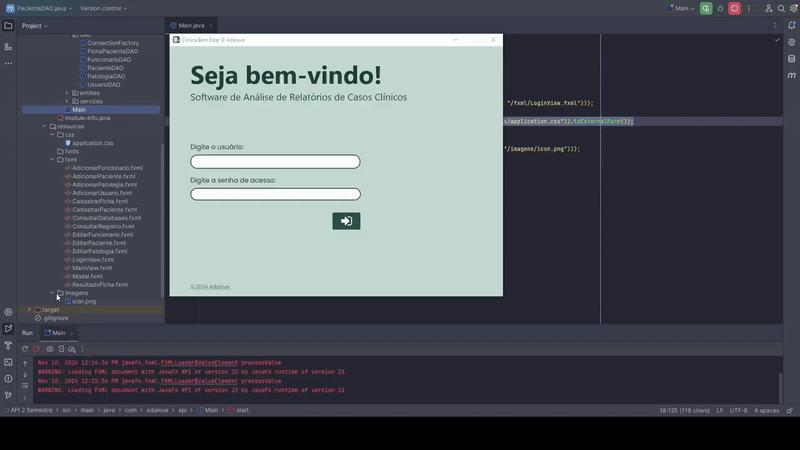 PacienteDAO.java
Version control
Main
Project
Main.java
ConnectionFactory
FichaPacienteDAO
FuncionarioDAO
PacienteDAO
PatologiaDAO
UsuarioDAO
entities
services
Main
module-info.java
resources
css
application.css
fonts
fxml
AdicionarFuncionario.fxml
AdicionarPaciente.fxml
AdicionarPatologia.fxml
AdicionarUsuario.fxml
CadastrarFicha.fxml
CadastrarPaciente.fxml
ConsultarDatabases.fxml
ConsultarRegistro.fxml
EditarFuncionario.fxml
EditarPaciente.fxml
EditarPatologia.fxml
LoginView.fxml
MainView.fxml
Modal.fxml
ResultadoFicha.fxml
images
icon.png
target
.gitignore
Clínica Bem Estar © Adalove
Seja bem-vindo!
Software de Análise de Relatórios de Casos Clínicos
Digite o usuário:
Digite a senha de acesso:
© 2024 Adalove.
"/fxml/LoginView.fxml")));
s/application.css")).toExternalForm());
"/images/icon.png")));
Run
Main
Nov 10, 2024 12:24:34 PM javafx.fxml.FXMLLoader$ValueElement processValue
WARNING: Loading FXML document with JavaFX API of version 22 by JavaFX runtime of version 21
Nov 10, 2024 12:25:35 PM javafx.fxml.FXMLLoader$ValueElement processValue
WARNING: Loading FXML document with JavaFX API of version 22 by JavaFX runtime of version 21
API 2 Semestre > src > main > java > com > adalove > api > Main > start
18:125 (116 chars)
LF
UTF-8
4 spaces